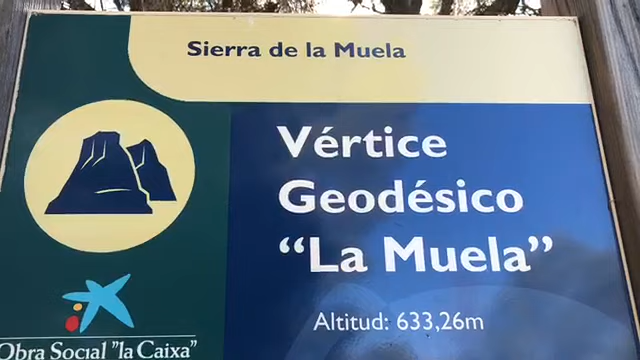 Sierra de la Muela
Vértice
Geodésico
“La Muela”
Altitud: 633,26m
Obra Social "la Caixa"